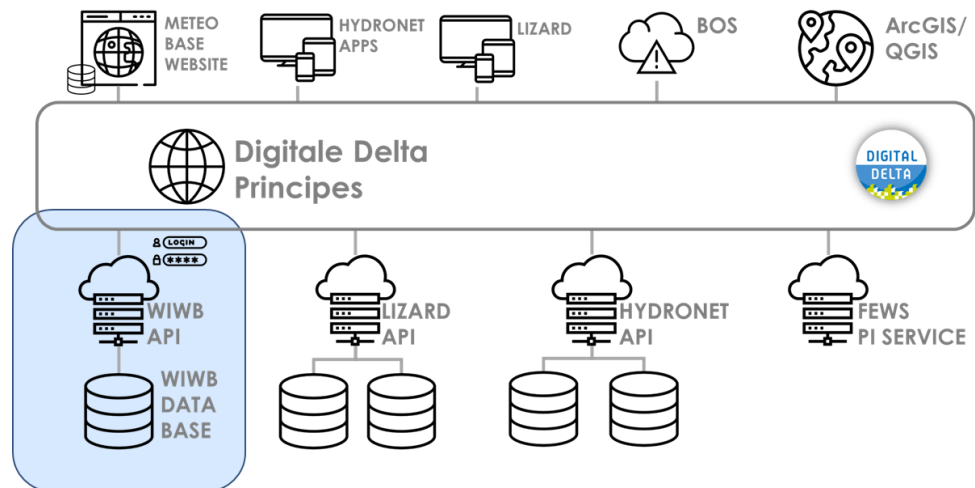 METEO
BASE
WEBSITE
HYDRONET
APPS
LIZARD
BOS
ArcGIS/
QGIS
Digitale Delta
Principes
DIGITAL
DELTA
LOGIN
****
WIWB
API
LIZARD
API
HYDRONET
API
FEWS
PI SERVICE
WIWB
DATA
BASE